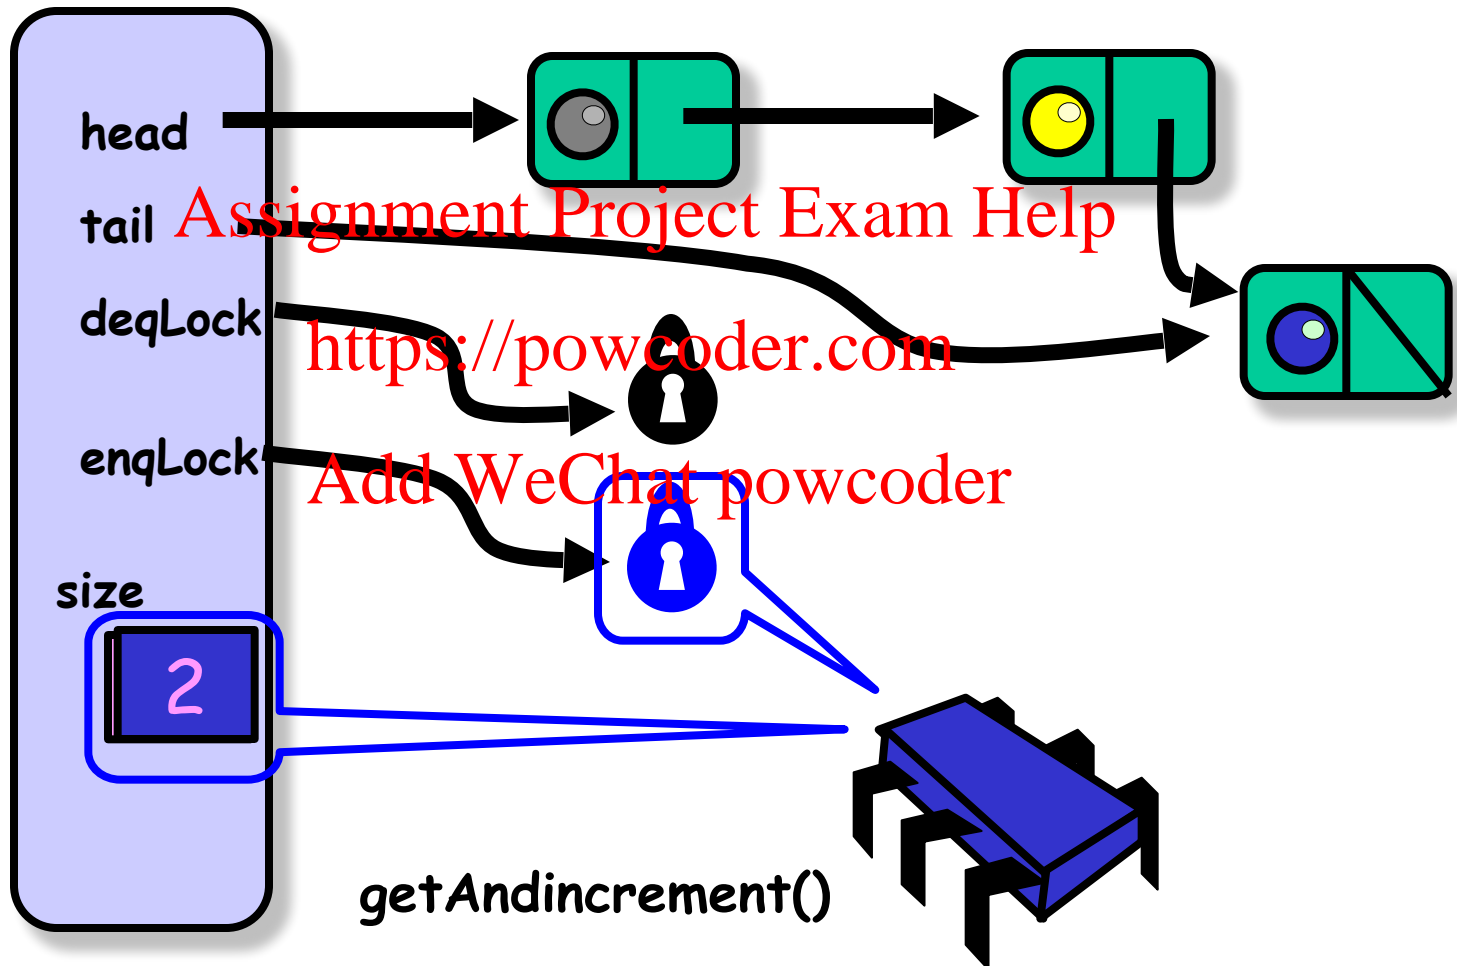 head
tail
Assignment Project Exam Help
deqLock
https://powcoder.com
enqLock
Add WeChat powcoder
size
2
getAndincrement()